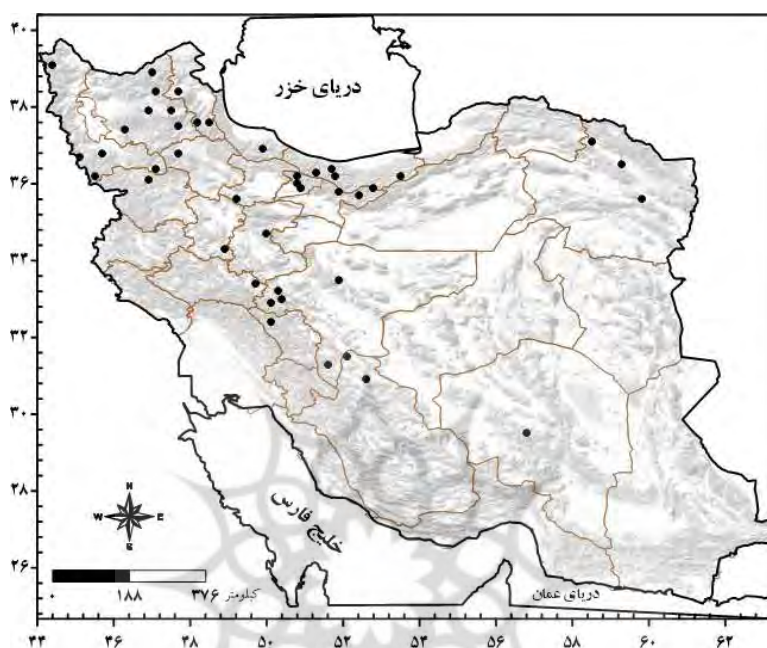 ۴۰
دریای خزر
۳۸
۳۶
۳۴
۳۲
۳۰
۲۸
۲۶
خلیج فارس
N
W E
S
۰ ۱۸۸ ۳۷۶ کیلومتر
دریای عمان
۴۴ ۴۶ ۴۸ ۵۰ ۵۲ ۵۴ ۵۶ ۵۸ ۶۰ ۶۲